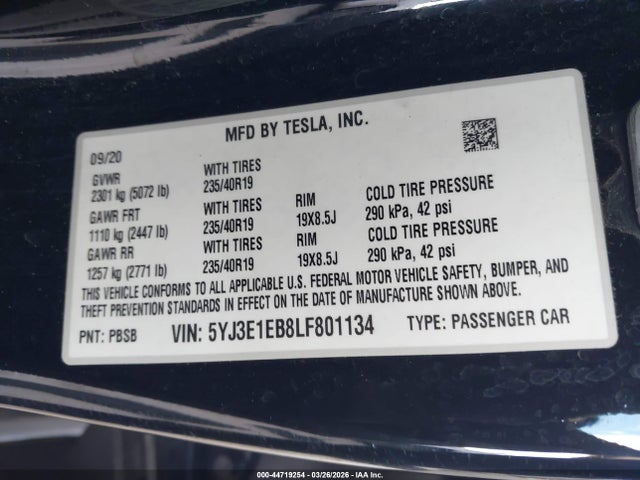 MFD BY TESLA, INC.
09/20
GVWR
2301 kg (5072 lb)
WITH TIRES
235/40R19
GAWR FRT
1110 kg (2447 lb)
WITH TIRES
235/40R19
RIM
19X8.5J
COLD TIRE PRESSURE
290 kPa, 42 psi
GAWR RR
1257 kg (2771 lb)
WITH TIRES
235/40R19
RIM
19X8.5J
COLD TIRE PRESSURE
290 kPa, 42 psi
THIS VEHICLE CONFORMS TO ALL APPLICABLE U.S. FEDERAL MOTOR VEHICLE SAFETY, BUMPER, AND
THEFT PREVENTION STANDARDS IN EFFECT ON THE DATE OF MANUFACTURE SHOWN ABOVE.
PNT: PBSB VIN: 5YJ3E1EB8LF801134 TYPE: PASSENGER CAR
000-44719254 - 03/26/2026 - IAA Inc.